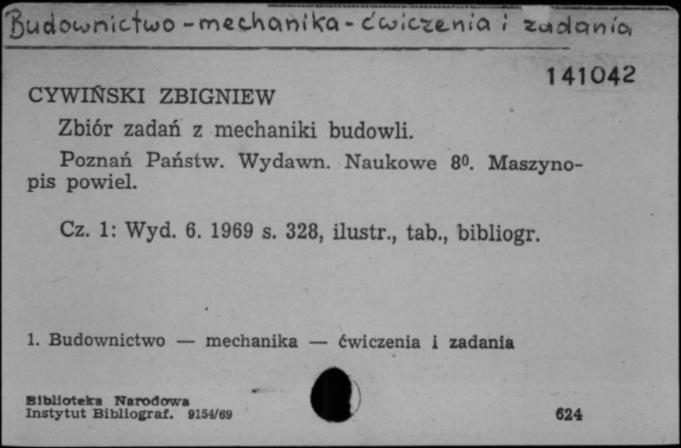 Budownictwo - mechanika - ćwiczenia i zadania
141042
CYWIŃSKI ZBIGNIEW
Zbiór zadań z mechaniki budowli.
Poznań Państw. Wydawn. Naukowe 8⁰. Maszyno-
pis powiel.
Cz. 1: Wyd. 6. 1969 s. 328, ilustr., tab., bibliogr.
1. Budownictwo — mechanika — ćwiczenia i zadania
Biblioteka Narodowa
Instytut Bibliograf. 9154/69
624